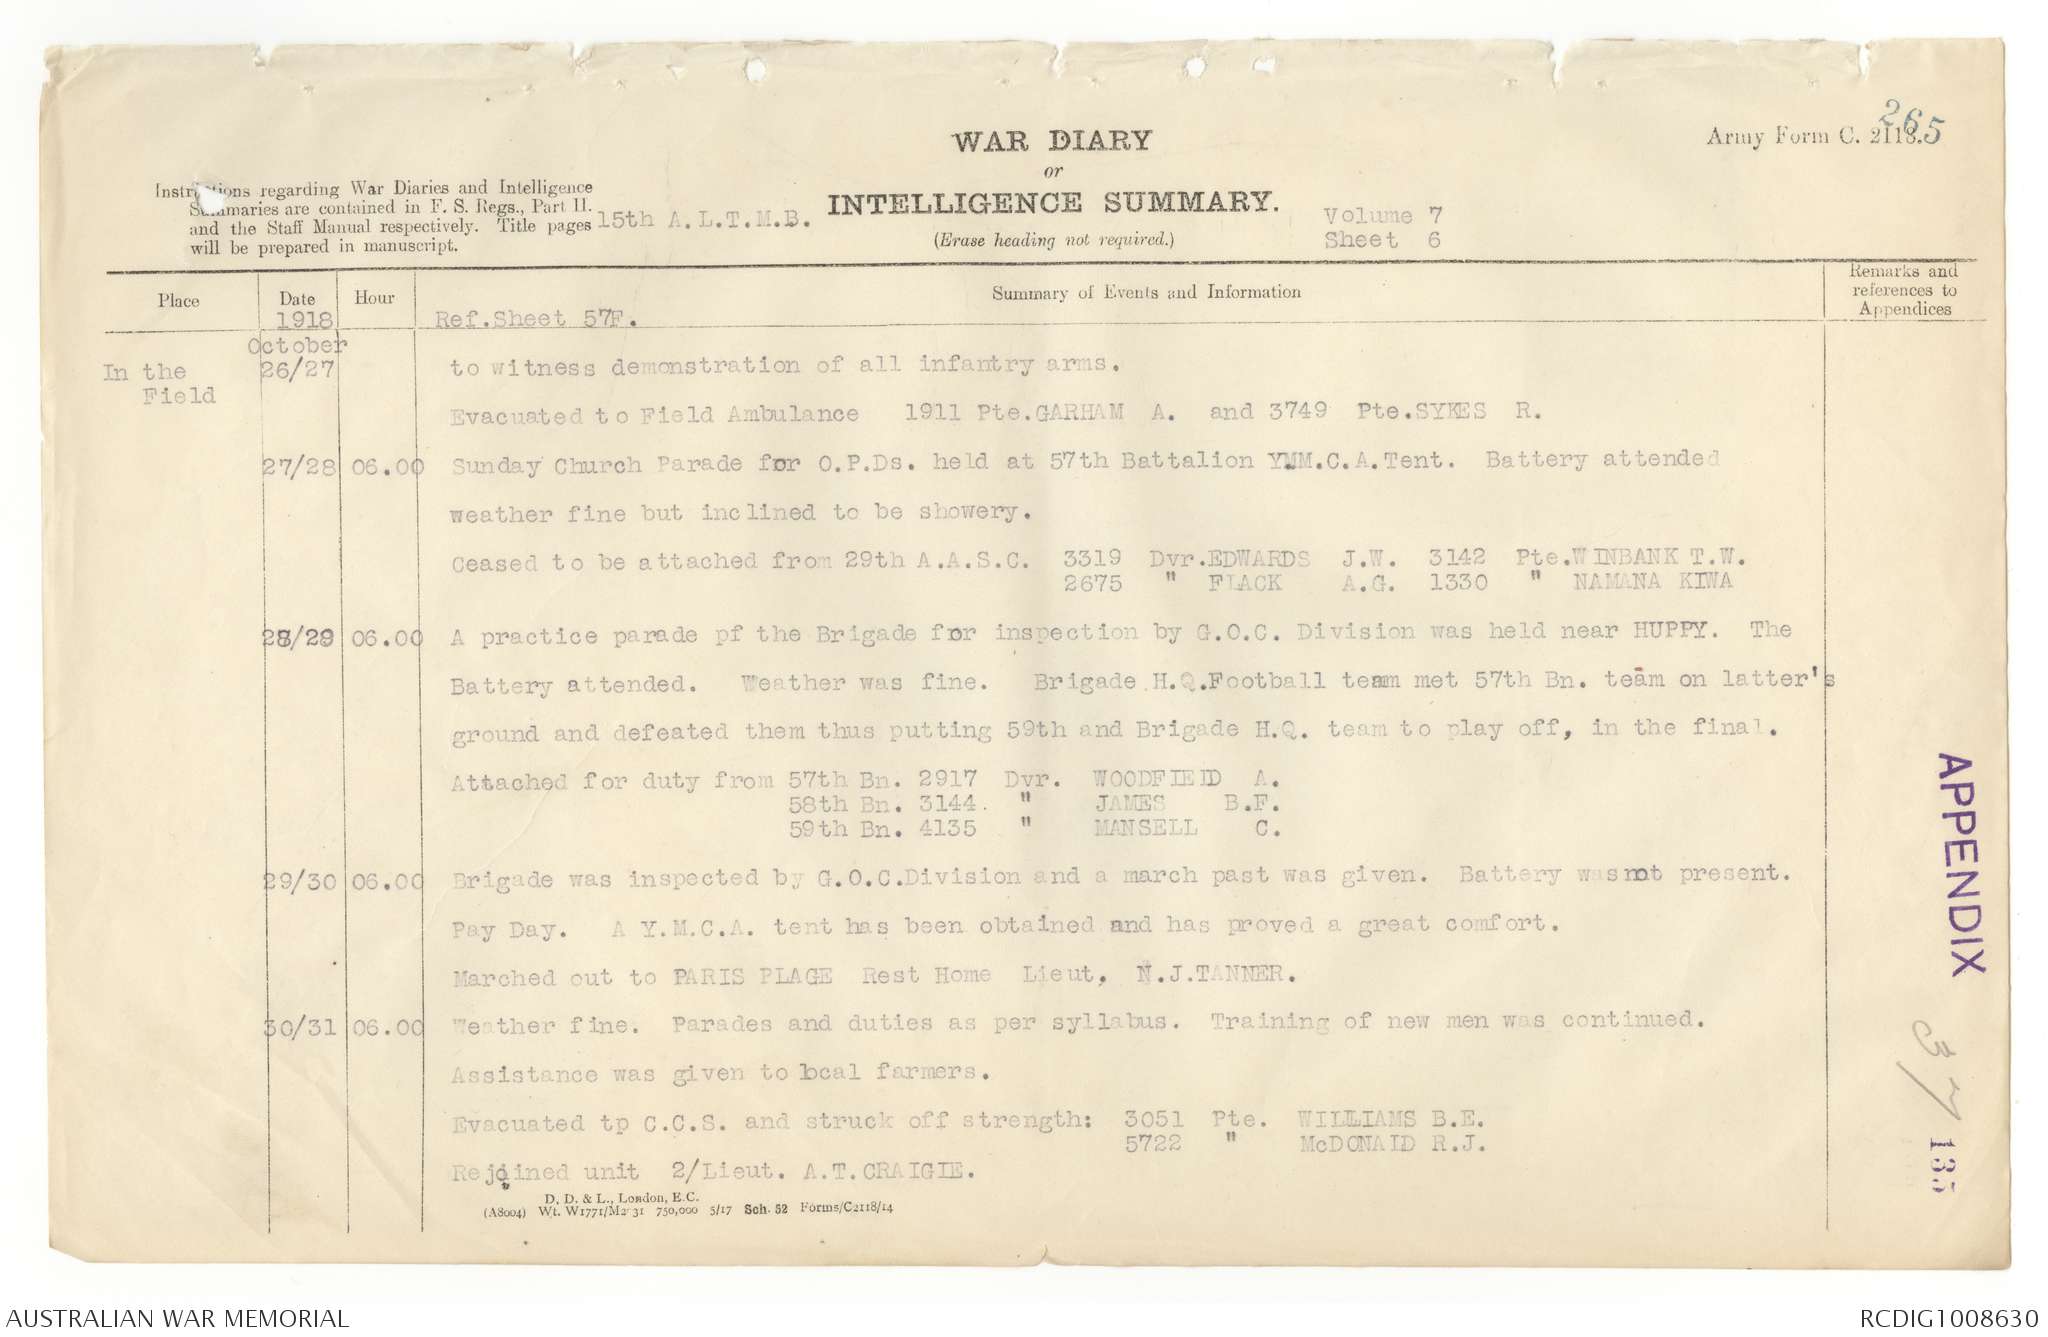 265
Army Form C. 2118.
WAR DIARY
or
INTELLIGENCE SUMMARY.
(Erase heading not required.)
Instructions regarding War Diaries and Intelligence
Summaries are contained in F. S. Regs., Part II.
and the Staff Manual respectively. Title pages
will be prepared in manuscript.
15th A.L.T.M.B.
Volume 7
Sheet 6
Place
Date
Hour
Summary of Events and Information
Remarks and
references to
Appendices
1918
Ref.Sheet 57F.
October
In the
Field
26/27 to witness demonstration of all infantry arms.
Evacuated to Field Ambulance 1911 Pte.GARHAM A. and 3749 Pte.SYKES R.
27/28 06.00 Sunday Church Parade for O.P.Ds. held at 57th Battalion Y.M.C.A.Tent. Battery attended
weather fine but inclined to be showery.
Ceased to be attached from 29th A.A.S.C. 3319 Dvr.EDWARDS J.W. 3142 Pte.WINBANK T.W.
2675 " FLACK A.G. 1330 " NAMANA KIWA
28/29 06.00 A practice parade pf the Brigade for inspection by G.O.C. Division was held near HUPPY. The
Battery attended. Weather was fine. Brigade H.Q.Football team met 57th Bn. team on latter's
ground and defeated them thus putting 59th and Brigade H.Q. team to play off, in the final.
Attached for duty from 57th Bn. 2917 Dvr. WOODFIELD A.
58th Bn. 3144. " JAMES B.F.
59th Bn. 4135 " MANSELL C.
29/30 06.00 Brigade was inspected by G.O.C.Division and a march past was given. Battery was not present.
Pay Day. A Y.M.C.A. tent has been obtained and has proved a great comfort.
Marched out to PARIS PLAGE Rest Home Lieut, N.J.TANNER.
30/31 06.00 Weather fine. Parades and duties as per syllabus. Training of new men was continued.
Assistance was given to local farmers.
Evacuated tp C.C.S. and struck off strength: 3051 Pte. WILLIAMS B.E.
5722 " McDONALD R.J.
Rejoined unit 2/Lieut. A.T.CRAIGIE.
D. D. & L., London, E.C.
(A8004) Wt. W1771/M2031 750,000 5/17 Sch. 52 Forms/C2118/14
APPENDIX
37
135
AUSTRALIAN WAR MEMORIAL
RCDIG1008630